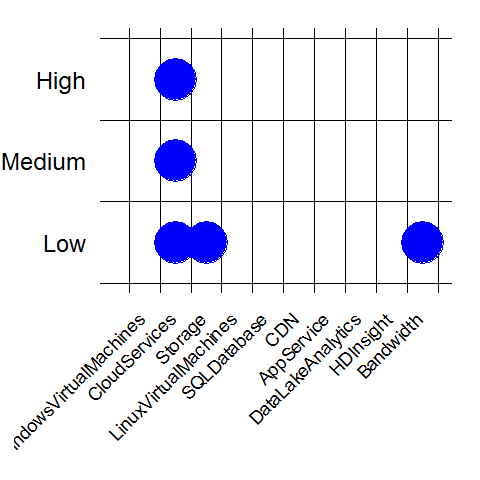 High
Medium
Low
ndowsVirtualMachines
CloudServices
Storage
LinuxVirtualMachines
SQLDatabase
CDN
AppService
DataLakeAnalytics
HDInsight
Bandwidth